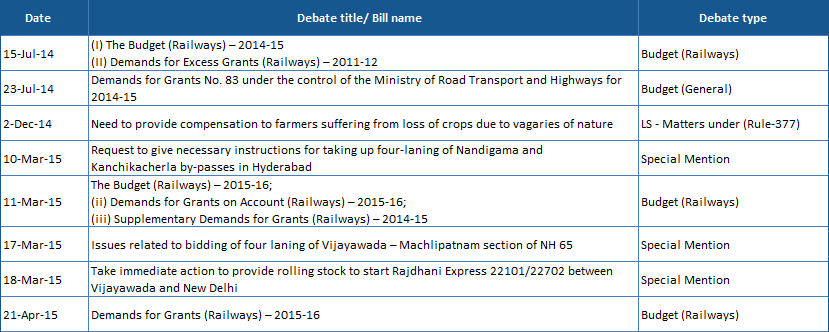 Date Debate title/ Bill name Debate type
15-Jul-14 (I) The Budget (Railways) – 2014-15
(II) Demands for Excess Grants (Railways) – 2011-12 Budget (Railways)
23-Jul-14 Demands for Grants No. 83 under the control of the Ministry of Road Transport and Highways for
2014-15 Budget (General)
2-Dec-14 Need to provide compensation to farmers suffering from loss of crops due to vagaries of nature LS - Matters under (Rule-377)
10-Mar-15 Request to give necessary instructions for taking up four-laning of Nandigama and
Kanchikacherla by-passes in Hyderabad Special Mention
11-Mar-15 The Budget (Railways) – 2015-16;
(ii) Demands for Grants on Account (Railways) – 2015-16;
(iii) Supplementary Demands for Grants (Railways) – 2014-15 Budget (Railways)
17-Mar-15 Issues related to bidding of four laning of Vijayawada – Machlipatnam section of NH 65 Special Mention
18-Mar-15 Take immediate action to provide rolling stock to start Rajdhani Express 22101/22702 between
Vijayawada and New Delhi Special Mention
21-Apr-15 Demands for Grants (Railways) – 2015-16 Budget (Railways)